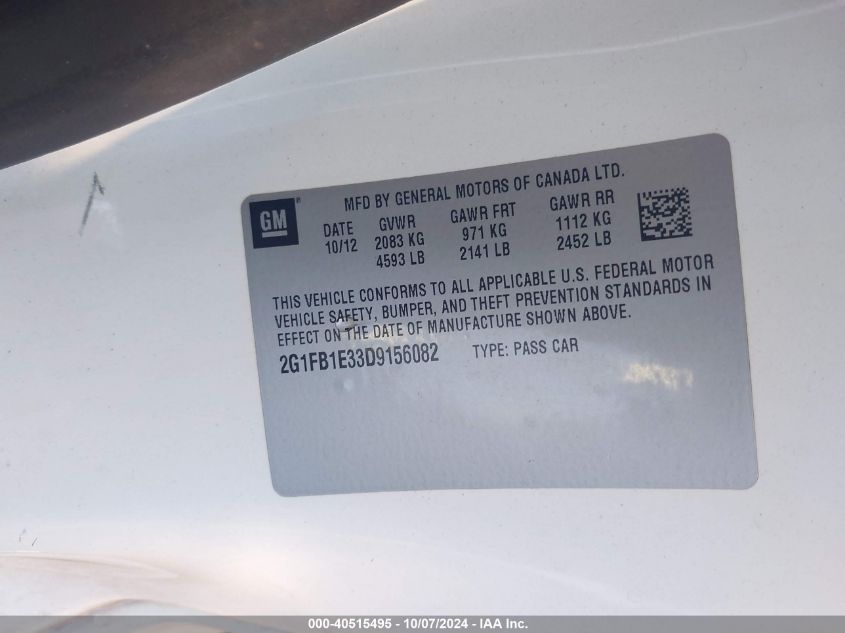 MFD BY GENERAL MOTORS OF CANADA LTD.
GM®
DATE GVWR GAWR FRT GAWR RR
10/12 2083 KG 971 KG 1112 KG
4593 LB 2141 LB 2452 LB
THIS VEHICLE CONFORMS TO ALL APPLICABLE U.S. FEDERAL MOTOR
VEHICLE SAFETY, BUMPER, AND THEFT PREVENTION STANDARDS IN
EFFECT ON THE DATE OF MANUFACTURE SHOWN ABOVE.
2G1FB1E33D9156082 TYPE: PASS CAR
000-40515495 - 10/07/2024 - IAA Inc.